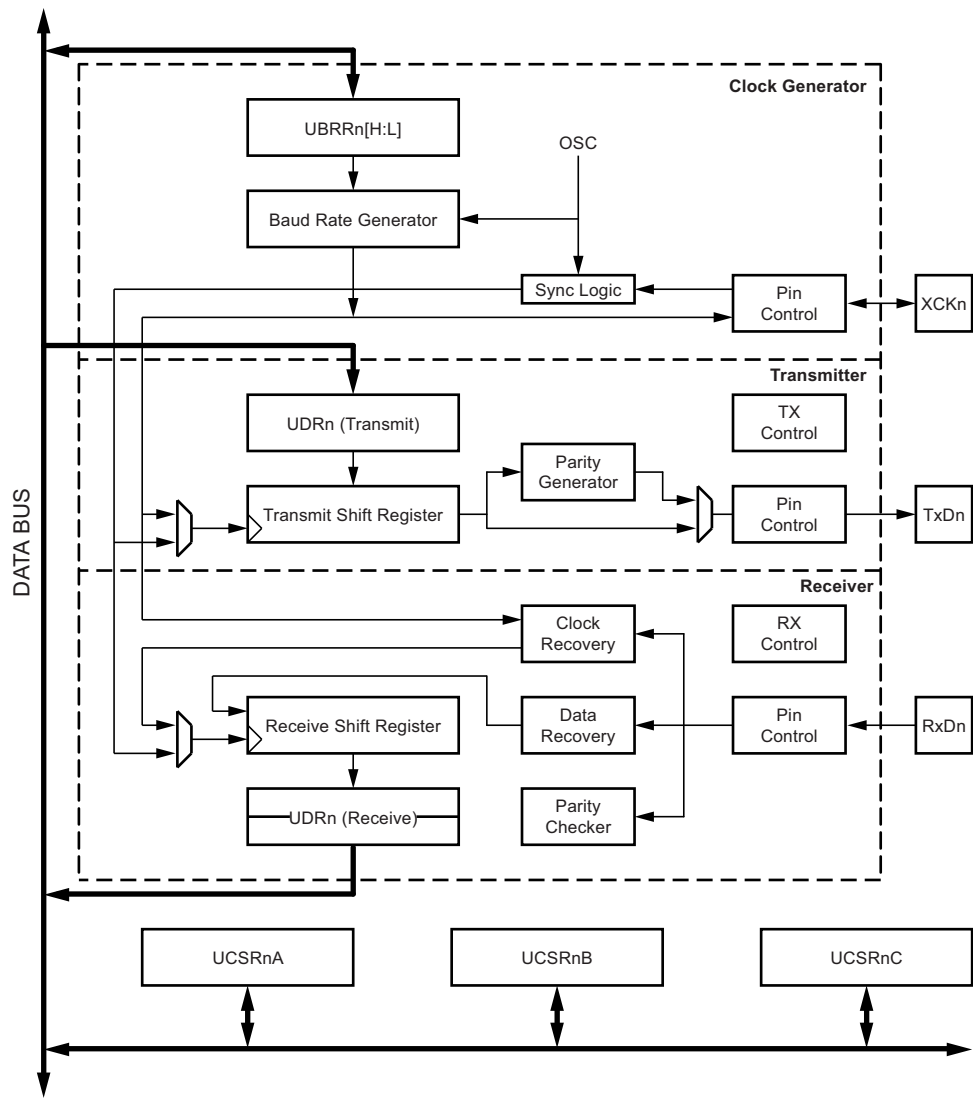 Clock Generator
UBRRn[H:L]
OSC
Baud Rate Generator
Sync Logic
Pin
Control
XCKn
Transmitter
UDRn (Transmit)
TX
Control
Parity
Generator
Transmit Shift Register
Pin
Control
TxDn
DATA BUS
Receiver
Clock
Recovery
RX
Control
Receive Shift Register
Data
Recovery
Pin
Control
RxDn
UDRn (Receive)
Parity
Checker
UCSRnA
UCSRnB
UCSRnC